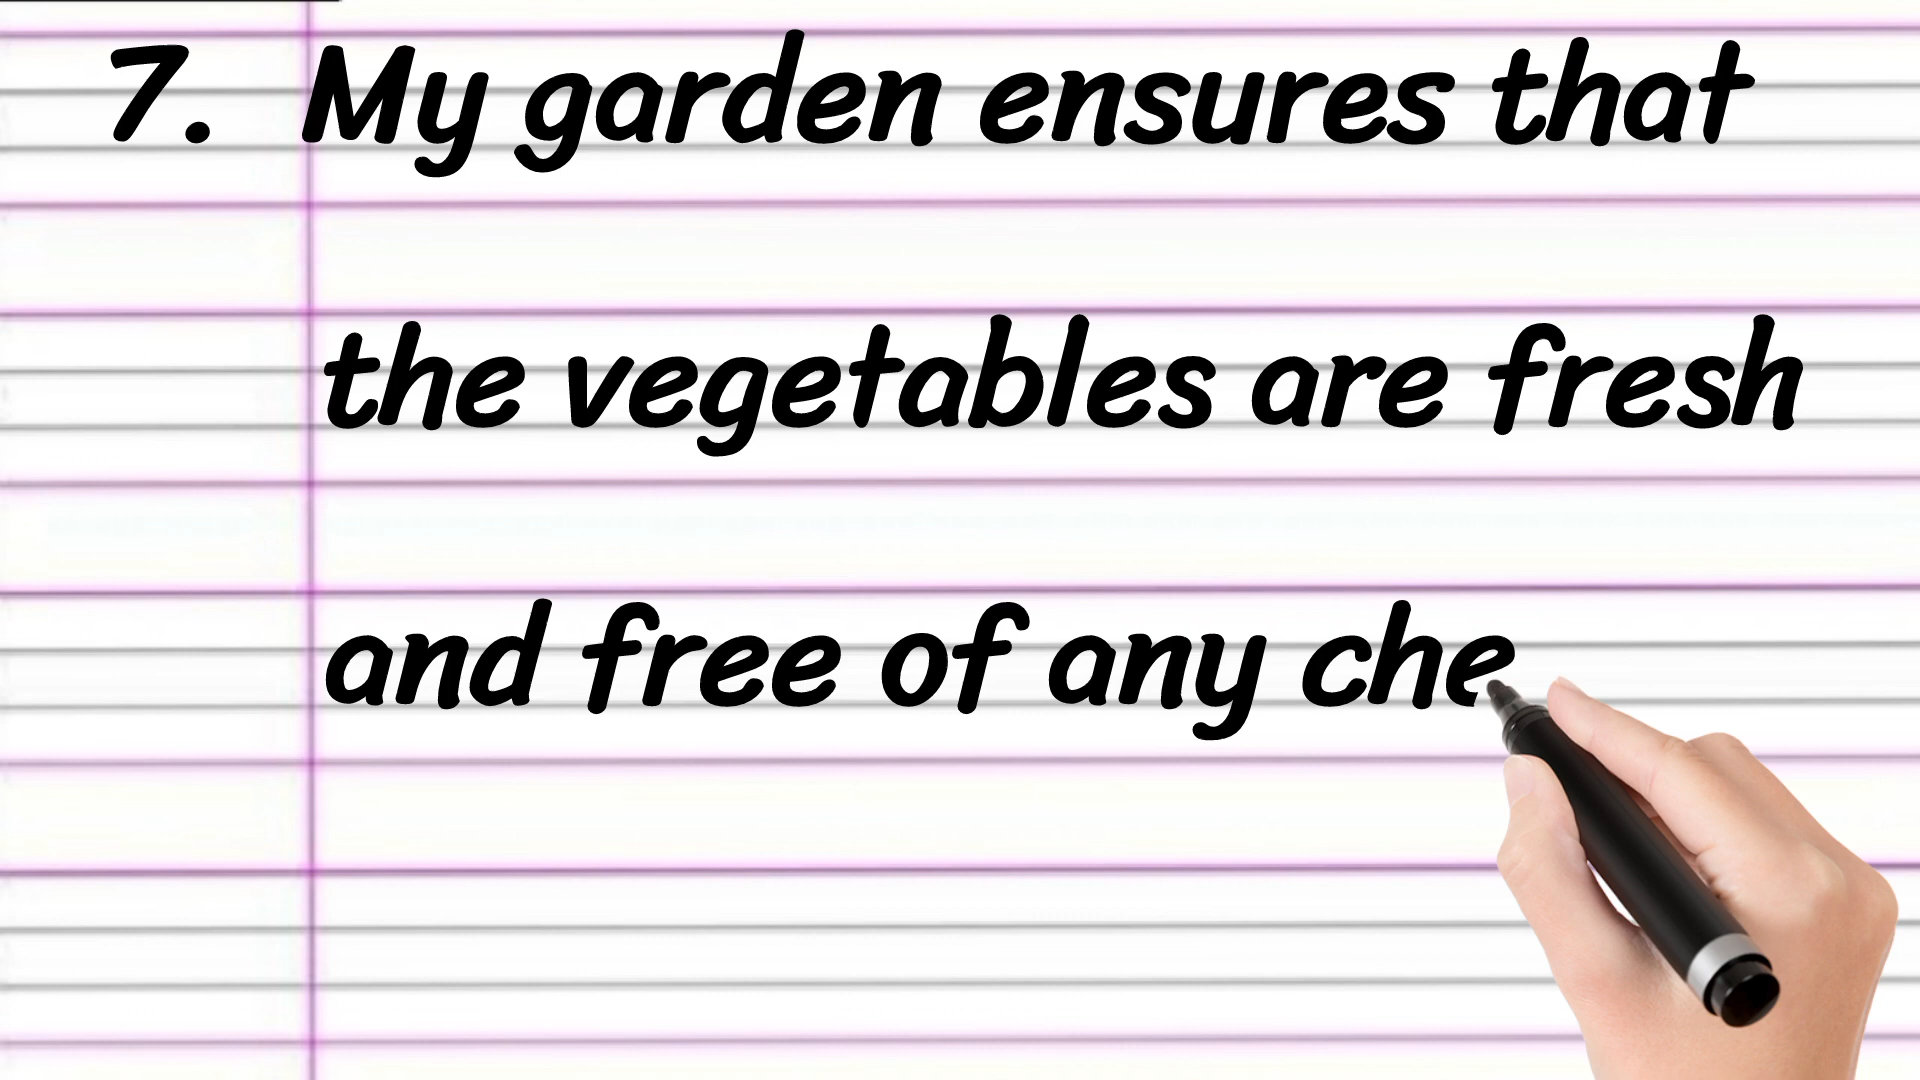 7. My garden ensures that
the vegetables are fresh
and free of any che